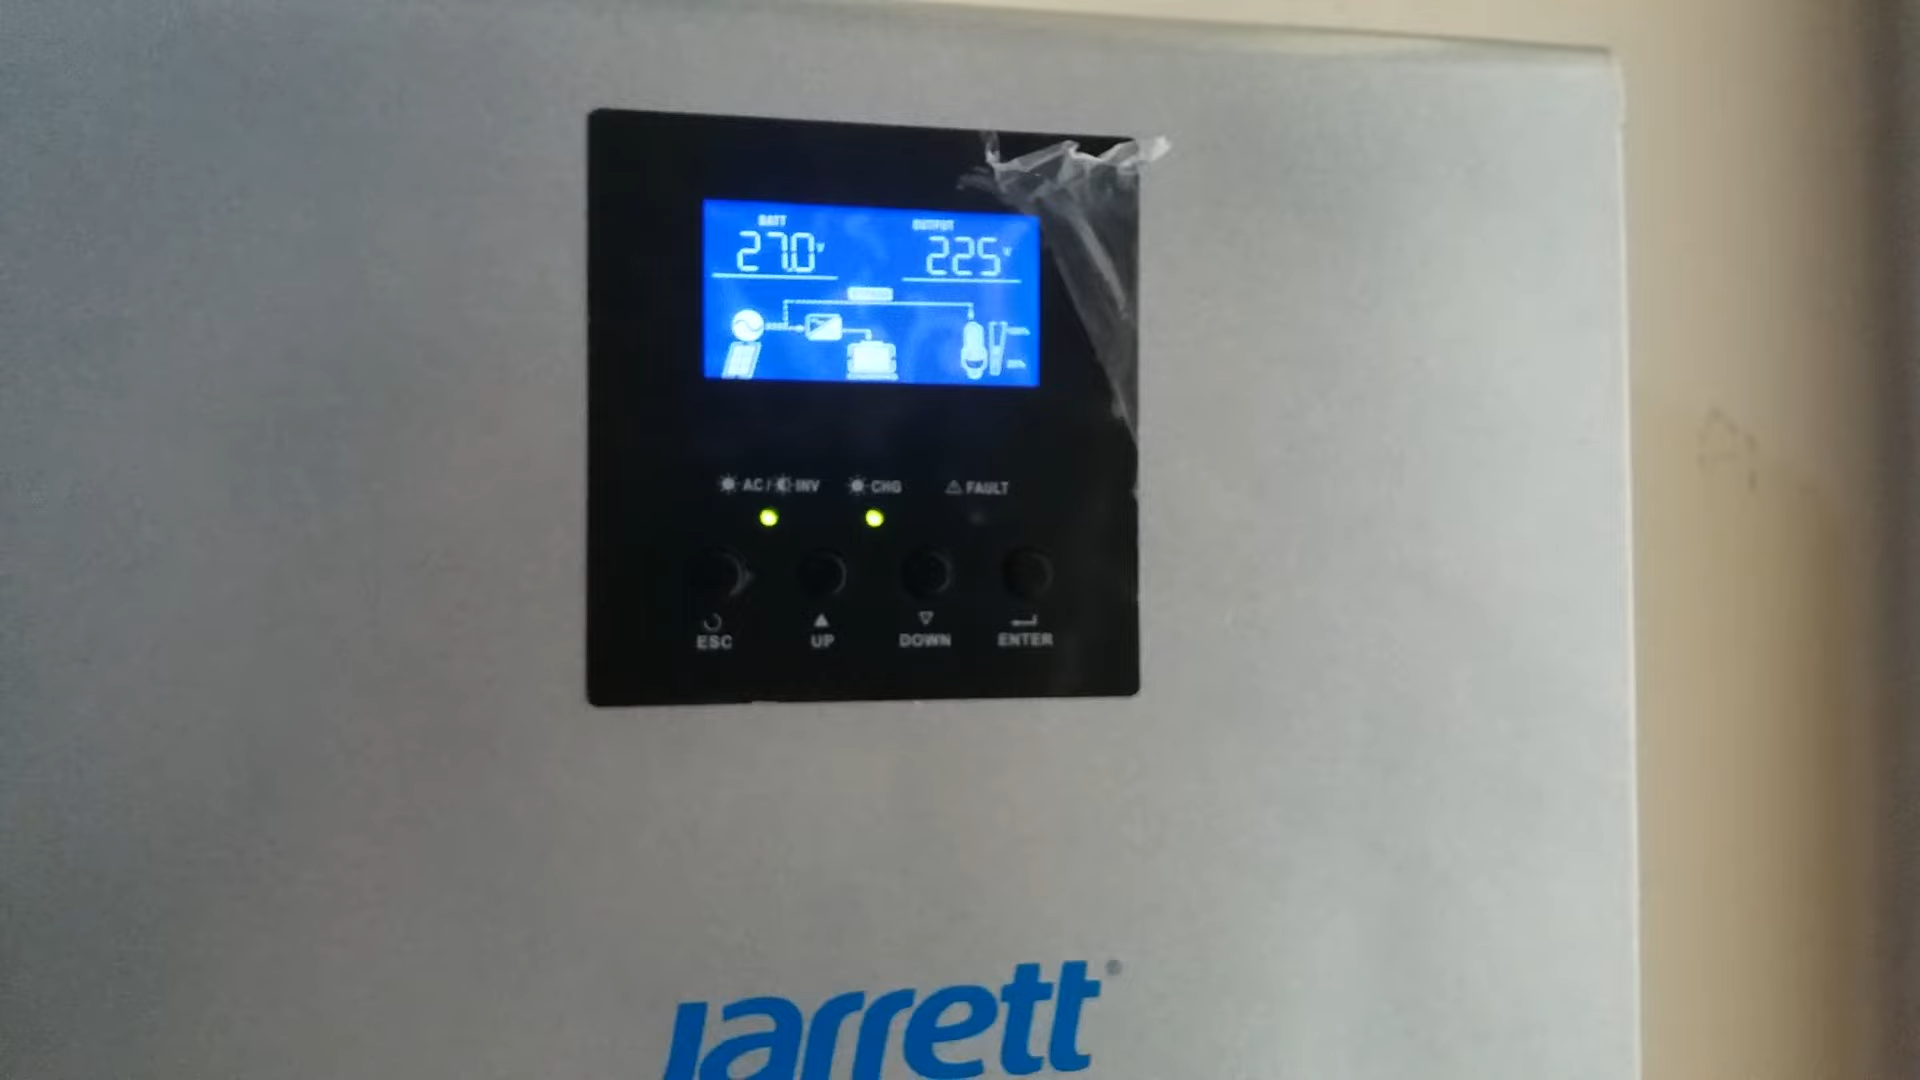 BATT
OUTPUT
27.0V
225V
AC / INV
CHG
FAULT
ESC
UP
DOWN
ENTER
Jarrett®